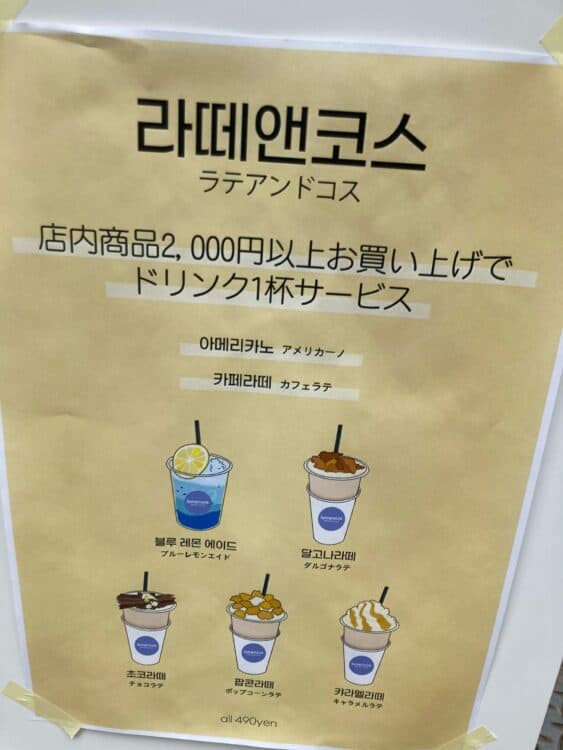 라떼앤코스
ラテアンドコス
店内商品2,000円以上お買い上げで
ドリンク1杯サービス
아메리카노 アメリカーノ
카페라떼 カフェラテ
블루 레몬 에이드
ブルーレモンエイド
달고나라떼
ダルゴナラテ
초코라떼
チョコラテ
팝콘라떼
ポップコーンラテ
카라멜라떼
キャラメルラテ
all 490yen